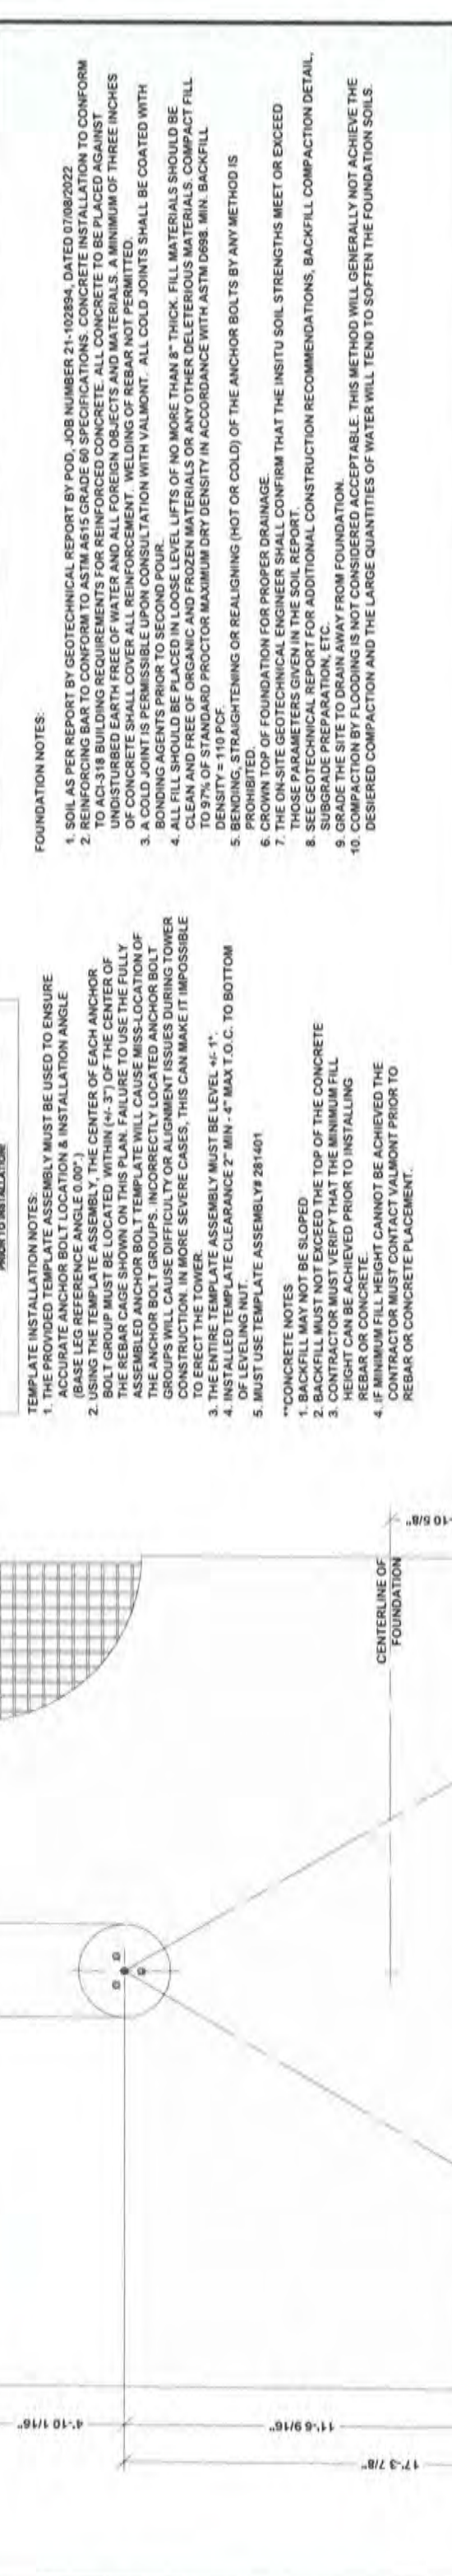 PRIOR TO INSTALLATION
TEMPLATE INSTALLATION NOTES:
1. THE PROVIDED TEMPLATE ASSEMBLY MUST BE USED TO ENSURE
ACCURATE ANCHOR BOLT LOCATION & INSTALLATION ANGLE
(BASE LEG REFERENCE ANGLE 0.00°.)
2. USING THE TEMPLATE ASSEMBLY, THE CENTER OF EACH ANCHOR
BOLT GROUP MUST BE LOCATED WITHIN (+/- 3") OF THE CENTER OF
THE REBAR CAGE SHOWN ON THIS PLAN. FAILURE TO USE THE FULLY
ASSEMBLED ANCHOR BOLT TEMPLATE WILL CAUSE MISS-LOCATION OF
THE ANCHOR BOLT GROUPS. INCORRECTLY LOCATED ANCHOR BOLT
GROUPS WILL CAUSE DIFFICULTY OR ALIGNMENT ISSUES DURING TOWER
CONSTRUCTION. IN MORE SEVERE CASES, THIS CAN MAKE IT IMPOSSIBLE
TO ERECT THE TOWER.
3. THE ENTIRE TEMPLATE ASSEMBLY MUST BE LEVEL +/- 1°.
4. INSTALLED TEMPLATE CLEARANCE 2" MIN - 4" MAX T.O.C. TO BOTTOM
OF LEVELING NUT.
5. MUST USE TEMPLATE ASSEMBLY# 281401
**CONCRETE NOTES
1. BACKFILL MAY NOT BE SLOPED
2. BACKFILL MUST NOT EXCEED THE TOP OF THE CONCRETE
3. CONTRACTOR MUST VERIFY THAT THE MINIMUM FILL
HEIGHT CAN BE ACHIEVED PRIOR TO INSTALLING
REBAR OR CONCRETE.
4. IF MINIMUM FILL HEIGHT CANNOT BE ACHIEVED THE
CONTRACTOR MUST CONTACT VALMONT PRIOR TO
REBAR OR CONCRETE PLACEMENT.
FOUNDATION NOTES:
1. SOIL AS PER REPORT BY GEOTECHNICAL REPORT BY POD, JOB NUMBER 21-102894, DATED 07/08/2022
2. REINFORCING BAR TO CONFORM TO ASTM A615 GRADE 60 SPECIFICATIONS. CONCRETE INSTALLATION TO CONFORM
TO ACI-318 BUILDING REQUIREMENTS FOR REINFORCED CONCRETE. ALL CONCRETE TO BE PLACED AGAINST
UNDISTURBED EARTH FREE OF WATER AND ALL FOREIGN OBJECTS AND MATERIALS. A MINIMUM OF THREE INCHES
OF CONCRETE SHALL COVER ALL REINFORCEMENT. WELDING OF REBAR NOT PERMITTED.
3. A COLD JOINT IS PERMISSIBLE UPON CONSULTATION WITH VALMONT. ALL COLD JOINTS SHALL BE COATED WITH
BONDING AGENTS PRIOR TO SECOND POUR.
4. ALL FILL SHOULD BE PLACED IN LOOSE LEVEL LIFTS OF NO MORE THAN 8" THICK. FILL MATERIALS SHOULD BE
CLEAN AND FREE OF ORGANIC AND FROZEN MATERIALS OR ANY OTHER DELETERIOUS MATERIALS. COMPACT FILL
TO 97% OF STANDARD PROCTOR MAXIMUM DRY DENSITY IN ACCORDANCE WITH ASTM D698. MIN. BACKFILL
DENSITY = 110 PCF.
5. BENDING, STRAIGHTENING OR REALIGNING (HOT OR COLD) OF THE ANCHOR BOLTS BY ANY METHOD IS
PROHIBITED.
6. CROWN TOP OF FOUNDATION FOR PROPER DRAINAGE.
7. THE ON-SITE GEOTECHNICAL ENGINEER SHALL CONFIRM THAT THE INSITU SOIL STRENGTHS MEET OR EXCEED
THOSE PARAMETERS GIVEN IN THE SOIL REPORT.
8. SEE GEOTECHNICAL REPORT FOR ADDITIONAL CONSTRUCTION RECOMMENDATIONS, BACKFILL COMPACTION DETAIL,
SUBGRADE PREPARATION, ETC.
9. GRADE THE SITE TO DRAIN AWAY FROM FOUNDATION.
10. COMPACTION BY FLOODING IS NOT CONSIDERED ACCEPTABLE. THIS METHOD WILL GENERALLY NOT ACHIEVE THE
DESIERED COMPACTION AND THE LARGE QUANTITIES OF WATER WILL TEND TO SOFTEN THE FOUNDATION SOILS.
CENTERLINE OF
FOUNDATION
-10 5/8"
4'-10 1/16"
11'-6 9/16"
17'-3 7/8"